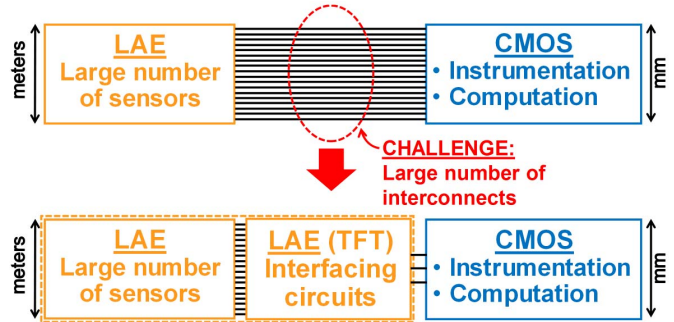 meters
LAE
Large number
of sensors
CMOS
• Instrumentation
• Computation
mm
CHALLENGE:
Large number of
interconnects
meters
LAE
Large number
of sensors
LAE (TFT)
Interfacing
circuits
CMOS
• Instrumentation
• Computation
mm